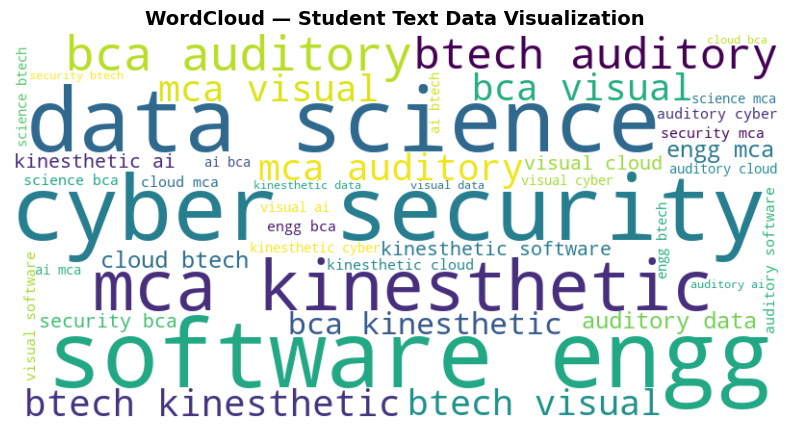 WordCloud — Student Text Data Visualization
bca auditory
btech auditory
cloud bca
security btech
science btech
mca visual
ai btech
bca visual
science mca
data science
auditory cyber
security mca
engg mca
kinesthetic ai
ai bca
mca auditory
visual cloud
auditory cloud
science bca
cloud mca
kinesthetic data
visual data
visual cyber
cyber security
visual ai
engg bca
engg btech
auditory software
kinesthetic cyber
kinesthetic software
cloud btech
kinesthetic cloud
ai mca
visual software
mca kinesthetic
auditory ai
security bca
bca kinesthetic
auditory data
software engg
btech kinesthetic
btech visual